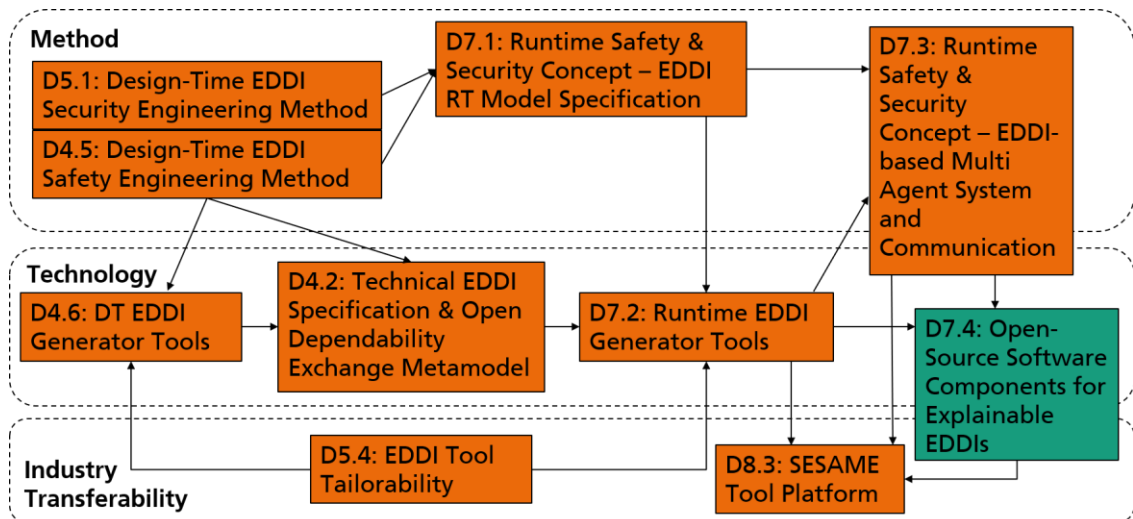 Method
D5.1: Design-Time EDDI
Security Engineering Method
D4.5: Design-Time EDDI
Safety Engineering Method
D7.1: Runtime Safety &
Security Concept – EDDI
RT Model Specification
D7.3: Runtime
Safety &
Security
Concept – EDDI-
based Multi
Agent System
and
Communication
Technology
D4.6: DT EDDI
Generator Tools
D4.2: Technical EDDI
Specification & Open
Dependability
Exchange Metamodel
D7.2: Runtime EDDI
Generator Tools
D7.4: Open-
Source Software
Components for
Explainable
EDDIs
Industry
Transferability
D5.4: EDDI Tool
Tailorability
D8.3: SESAME
Tool Platform